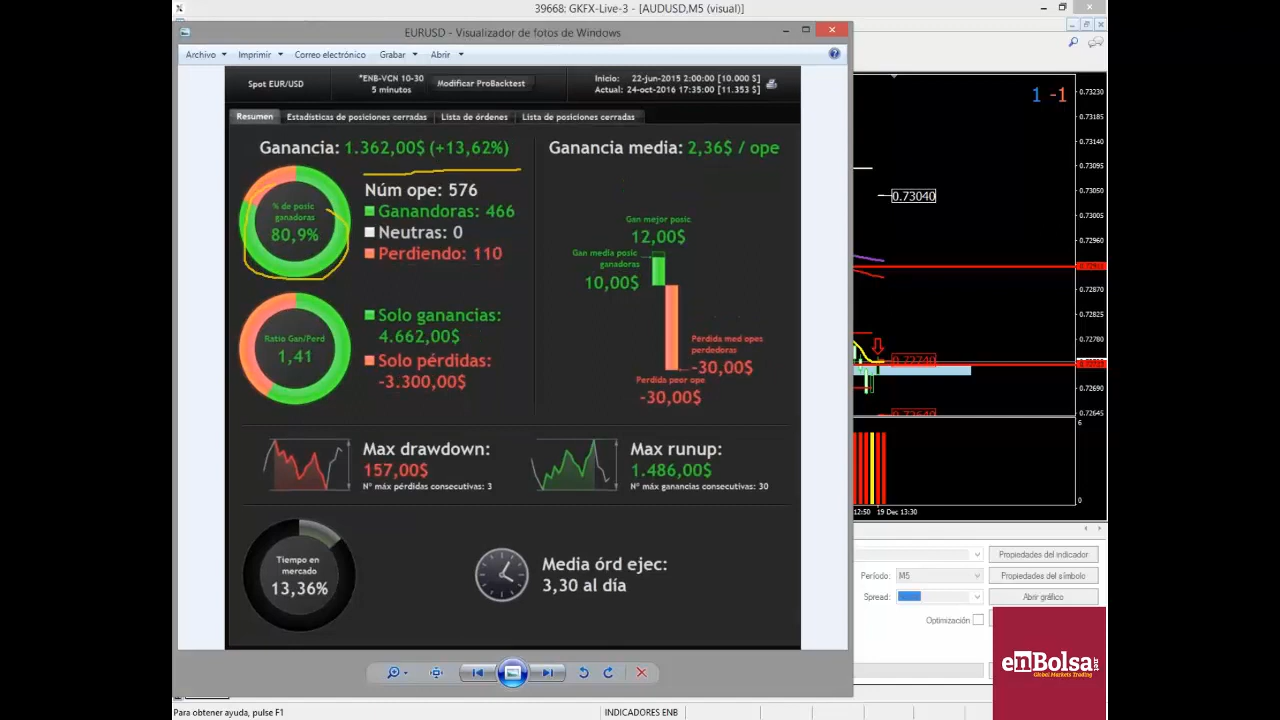 39668: GKFX-Live-3 - [AUDUSD,M5 (visual)]
EURUSD - Visualizador de fotos de Windows
Archivo Imprimir Correo electrónico Grabar Abrir
Spot EUR/USD
*ENB-VCN 10-30
5 minutos
Modificar ProBacktest
Inicio: 22-jun-2015 2:00:00 [10.000 $]
Actual: 24-oct-2016 17:35:00 [11.353 $]
Resumen Estadísticas de posiciones cerradas Lista de órdenes Lista de posiciones cerradas
Ganancia: 1.362,00$ (+13,62%)
% de posic
ganadoras
80,9%
Núm ope: 576
Ganandoras: 466
Neutras: 0
Perdiendo: 110
Ratio Gan/Perd
1,41
Solo ganancias:
4.662,00$
Solo pérdidas:
-3.300,00$
Ganancia media: 2,36$ / ope
Gan mejor posic
12,00$
Gan media posic
ganadoras
10,00$
Pérdida med opes
perdedoras
-30,00$
Perdida peor ope
-30,00$
Max drawdown:
157,00$
Nº máx pérdidas consecutivas: 3
Max runup:
1.486,00$
Nº máx ganancias consecutivas: 30
Tiempo en
mercado
13,36%
Media órd ejec:
3,30 al día
1 -1
0.73230
0.73185
0.73140
0.73095
0.73050
0.73040
0.73005
0.72960
0.72870
0.72825
0.72780
0.72740
0.72690
0.72645
0.72640
6
0
12:50 19 Dec 13:30
Propiedades del indicador
Período: M5 Propiedades del símbolo
Spread: Abrir gráfico
Optimización
enBolsa.net
Global Markets Trading
Para obtener ayuda, pulse F1
INDICADORES ENB